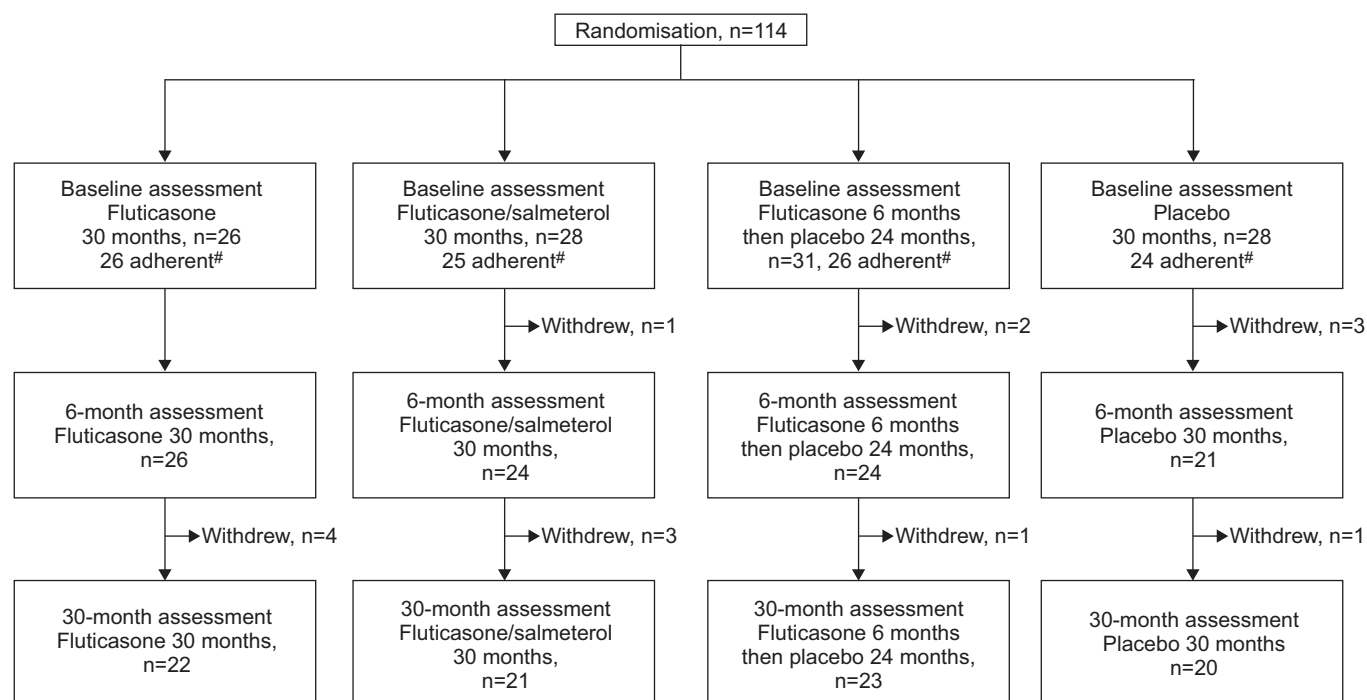 Randomisation, n=114
Baseline assessment
Fluticasone
30 months, n=26
26 adherent#
Baseline assessment
Fluticasone/salmeterol
30 months, n=28
25 adherent#
Baseline assessment
Fluticasone 6 months
then placebo 24 months,
n=31, 26 adherent#
Baseline assessment
Placebo
30 months, n=28
24 adherent#
Withdrew, n=1
Withdrew, n=2
Withdrew, n=3
6-month assessment
Fluticasone 30 months,
n=26
6-month assessment
Fluticasone/salmeterol
30 months,
n=24
6-month assessment
Fluticasone 6 months
then placebo 24 months,
n=24
6-month assessment
Placebo 30 months,
n=21
Withdrew, n=4
Withdrew, n=3
Withdrew, n=1
Withdrew, n=1
30-month assessment
Fluticasone 30 months,
n=22
30-month assessment
Fluticasone/salmeterol
30 months,
n=21
30-month assessment
Fluticasone 6 months
then placebo 24 months,
n=23
30-month assessment
Placebo 30 months
n=20